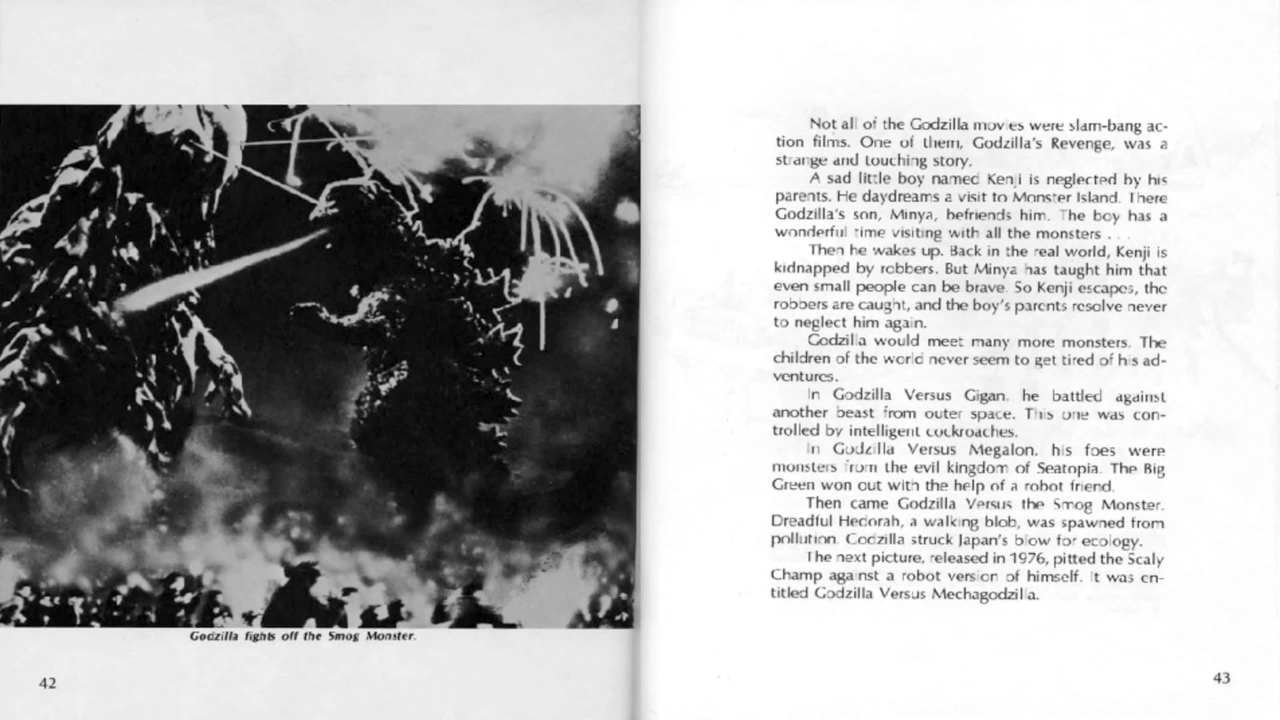 Godzilla fights off the Smog Monster.
42
Not all of the Godzilla movies were slam-bang ac-
tion films. One of them, Godzilla's Revenge, was a
strange and touching story.
A sad little boy named Kenji is neglected by his
parents. He daydreams a visit to Monster Island. There
Godzilla's son, Minya, befriends him. The boy has a
wonderful time visiting with all the monsters . . .
Then he wakes up. Back in the real world, Kenji is
kidnapped by robbers. But Minya has taught him that
even small people can be brave. So Kenji escapes, the
robbers are caught, and the boy's parents resolve never
to neglect him again.
Godzilla would meet many more monsters. The
children of the world never seem to get tired of his ad-
ventures.
In Godzilla Versus Gigan, he battled against
another beast from outer space. This one was con-
trolled by intelligent cockroaches.
In Godzilla Versus Megalon, his foes were
monsters from the evil kingdom of Seatopia. The Big
Green won out with the help of a robot friend.
Then came Godzilla Versus the Smog Monster.
Dreadful Hedorah, a walking blob, was spawned from
pollution. Godzilla struck Japan's blow for ecology.
The next picture, released in 1976, pitted the Scaly
Champ against a robot version of himself. It was en-
titled Godzilla Versus Mechagodzilla.
43